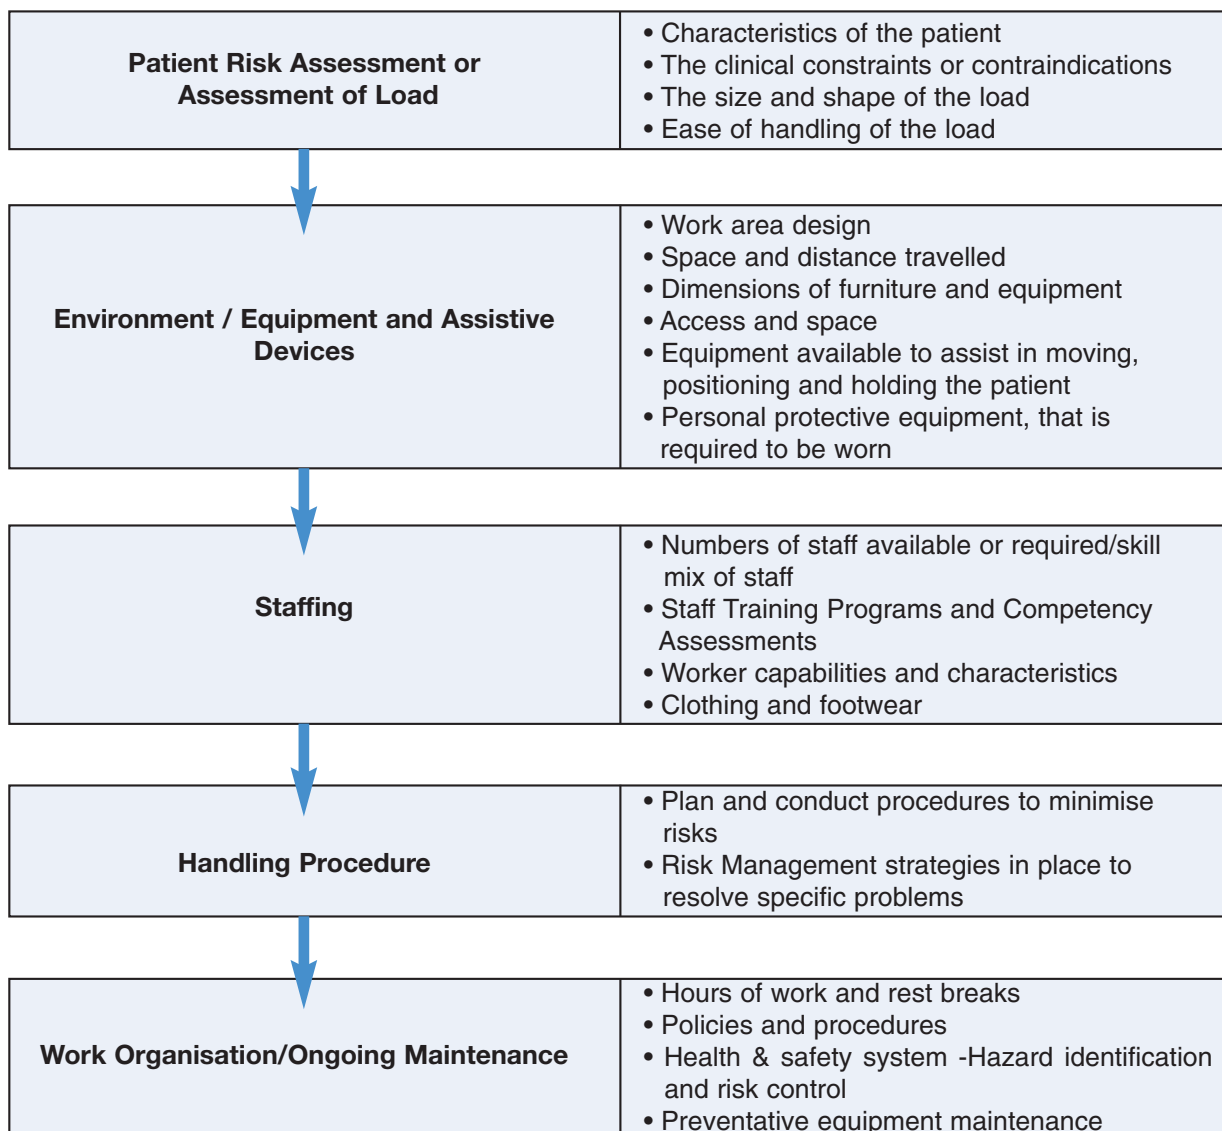 Patient Risk Assessment or
Assessment of Load
• Characteristics of the patient
• The clinical constraints or contraindications
• The size and shape of the load
• Ease of handling of the load
Environment / Equipment and Assistive
Devices
• Work area design
• Space and distance travelled
• Dimensions of furniture and equipment
• Access and space
• Equipment available to assist in moving,
positioning and holding the patient
• Personal protective equipment, that is
required to be worn
Staffing
• Numbers of staff available or required/skill
mix of staff
• Staff Training Programs and Competency
Assessments
• Worker capabilities and characteristics
• Clothing and footwear
Handling Procedure
• Plan and conduct procedures to minimise
risks
• Risk Management strategies in place to
resolve specific problems
Work Organisation/Ongoing Maintenance
• Hours of work and rest breaks
• Policies and procedures
• Health & safety system -Hazard identification
and risk control
• Preventative equipment maintenance